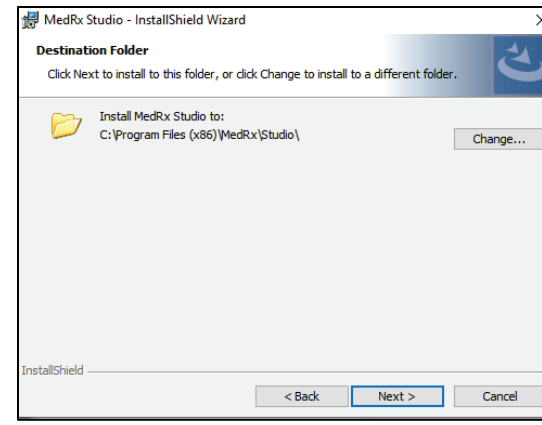 MedRx Studio - InstallShield Wizard
Destination Folder
Click Next to install to this folder, or click Change to install to a different folder.
Install MedRx Studio to:
C:\Program Files (x86)\MedRx\Studio\
Change...
InstallShield
< Back
Next >
Cancel